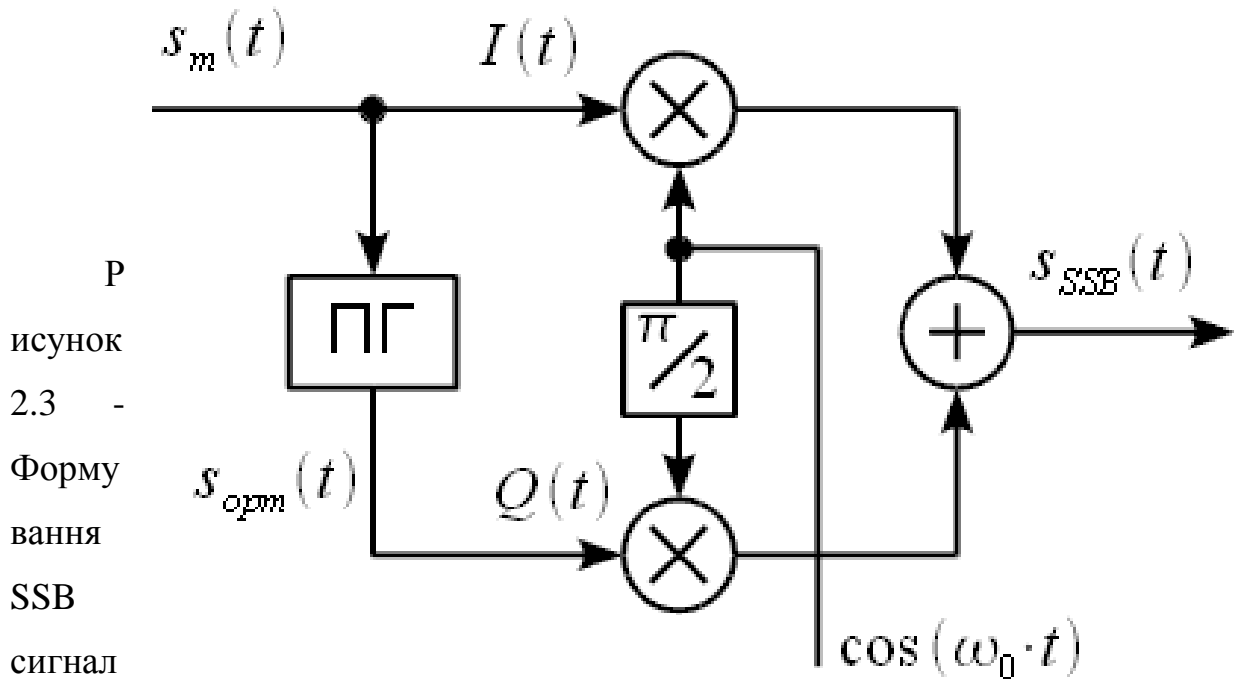 s_m(t)
I(t)
Р
исунок
2.3 -
Форму
вання
SSB
сигнал
ПГ
π/2
s_SSB(t)
s_орт(t)
Q(t)
cos(ω_0·t)